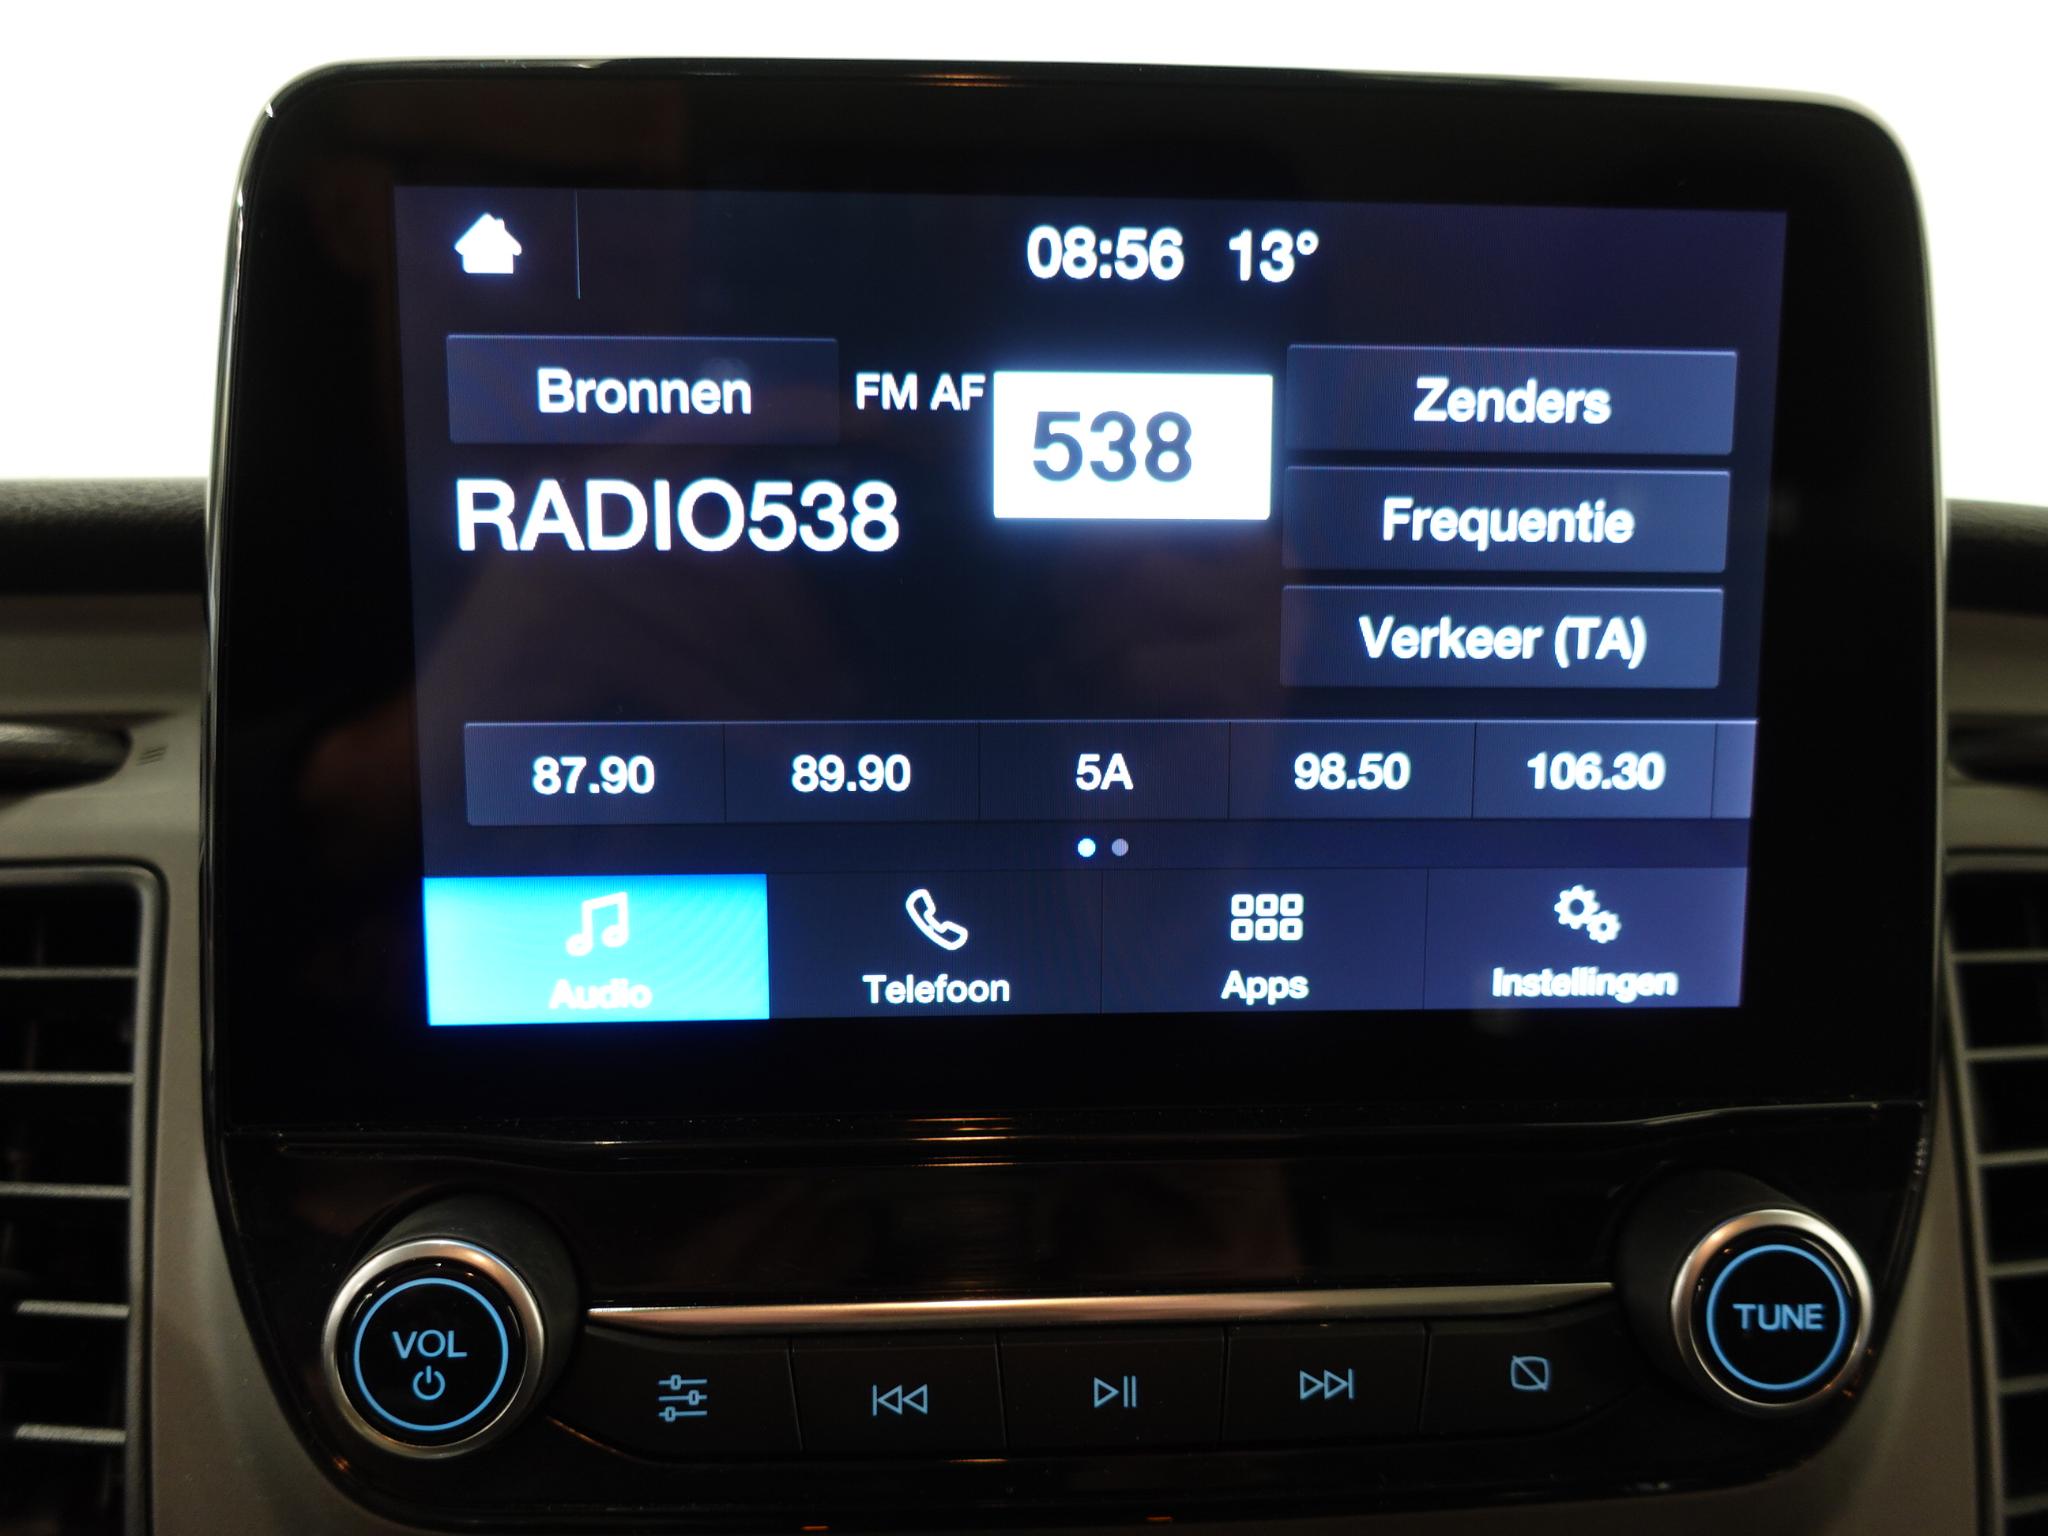 08:56 13°
Bronnen
FM AF
538
Zenders
RADIO538
Frequentie
Verkeer (TA)
87.90
89.90
5A
98.50
106.30
Audio
Telefoon
Apps
Instellingen
VOL
TUNE